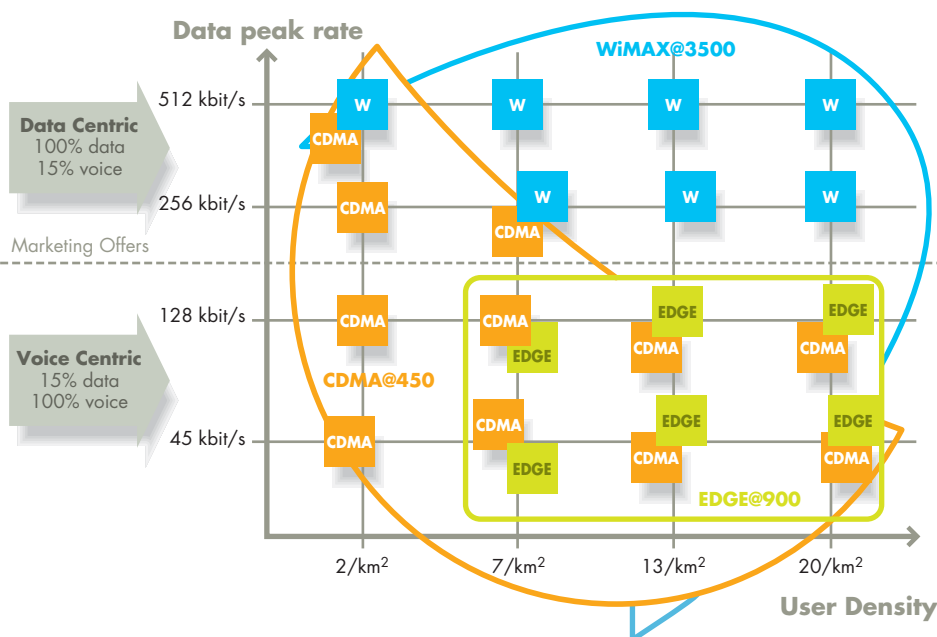 Data peak rate
WiMAX@3500
512 kbit/s
W
W
W
W
Data Centric
100% data
15% voice
CDMA
256 kbit/s
CDMA
W
W
W
CDMA
Marketing Offers
128 kbit/s
CDMA
CDMA
EDGE
EDGE
EDGE
CDMA
CDMA
Voice Centric
15% data
100% voice
CDMA@450
45 kbit/s
CDMA
CDMA
EDGE
EDGE
EDGE
CDMA
CDMA
EDGE@900
2/km²
7/km²
13/km²
20/km²
User Density